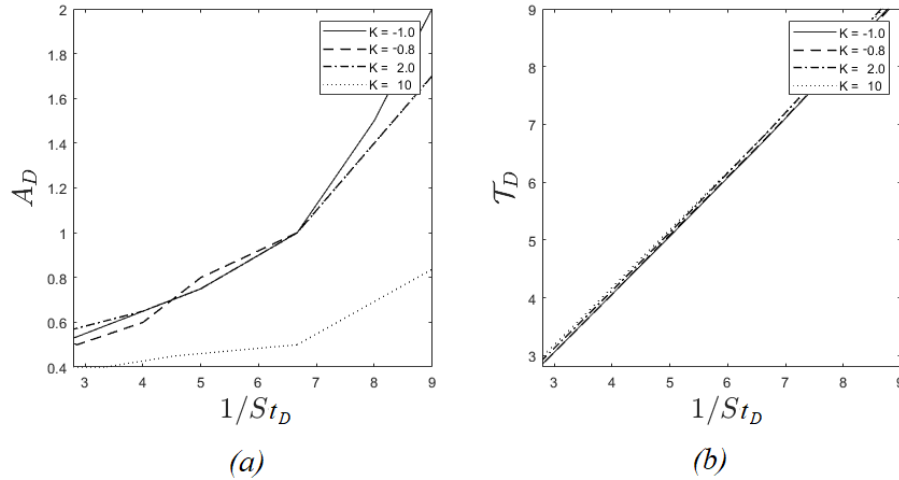 2
1.8
1.6
1.4
1.2
1
0.8
0.6
0.4
A_D
3 4 5 6 7 8 9
1/St_D
K = -1.0
K = -0.8
K = 2.0
K = 10
(a)
9
8
7
6
5
4
3
T_D
3 4 5 6 7 8 9
1/St_D
K = -1.0
K = -0.8
K = 2.0
K = 10
(b)